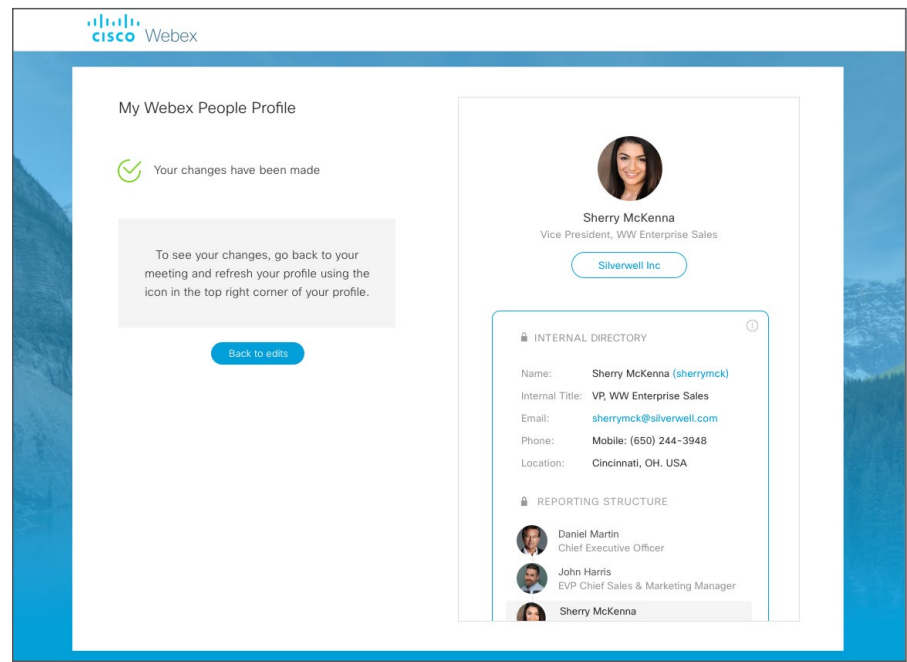 CISCO Webex
My Webex People Profile
Your changes have been made
To see your changes, go back to your
meeting and refresh your profile using the
icon in the top right corner of your profile.
Back to edits
Sherry McKenna
Vice President, WW Enterprise Sales
Silverwell Inc
INTERNAL DIRECTORY
Name: Sherry McKenna (sherrymck)
Internal Title: VP, WW Enterprise Sales
Email: sherrymck@silverwell.com
Phone: Mobile: (650) 244-3948
Location: Cincinnati, OH. USA
REPORTING STRUCTURE
Daniel Martin
Chief Executive Officer
John Harris
EVP Chief Sales & Marketing Manager
Sherry McKenna